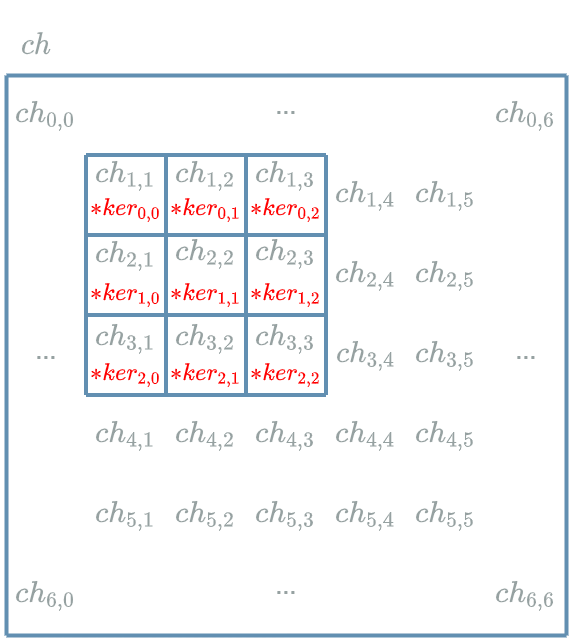 ch
ch0,0 ... ch0,6
ch1,1 ch1,2 ch1,3
*ker0,0 *ker0,1 *ker0,2 ch1,4 ch1,5
ch2,1 ch2,2 ch2,3
*ker1,0 *ker1,1 *ker1,2 ch2,4 ch2,5
ch3,1 ch3,2 ch3,3
... *ker2,0 *ker2,1 *ker2,2 ch3,4 ch3,5 ...
ch4,1 ch4,2 ch4,3 ch4,4 ch4,5
ch5,1 ch5,2 ch5,3 ch5,4 ch5,5
ch6,0 ... ch6,6